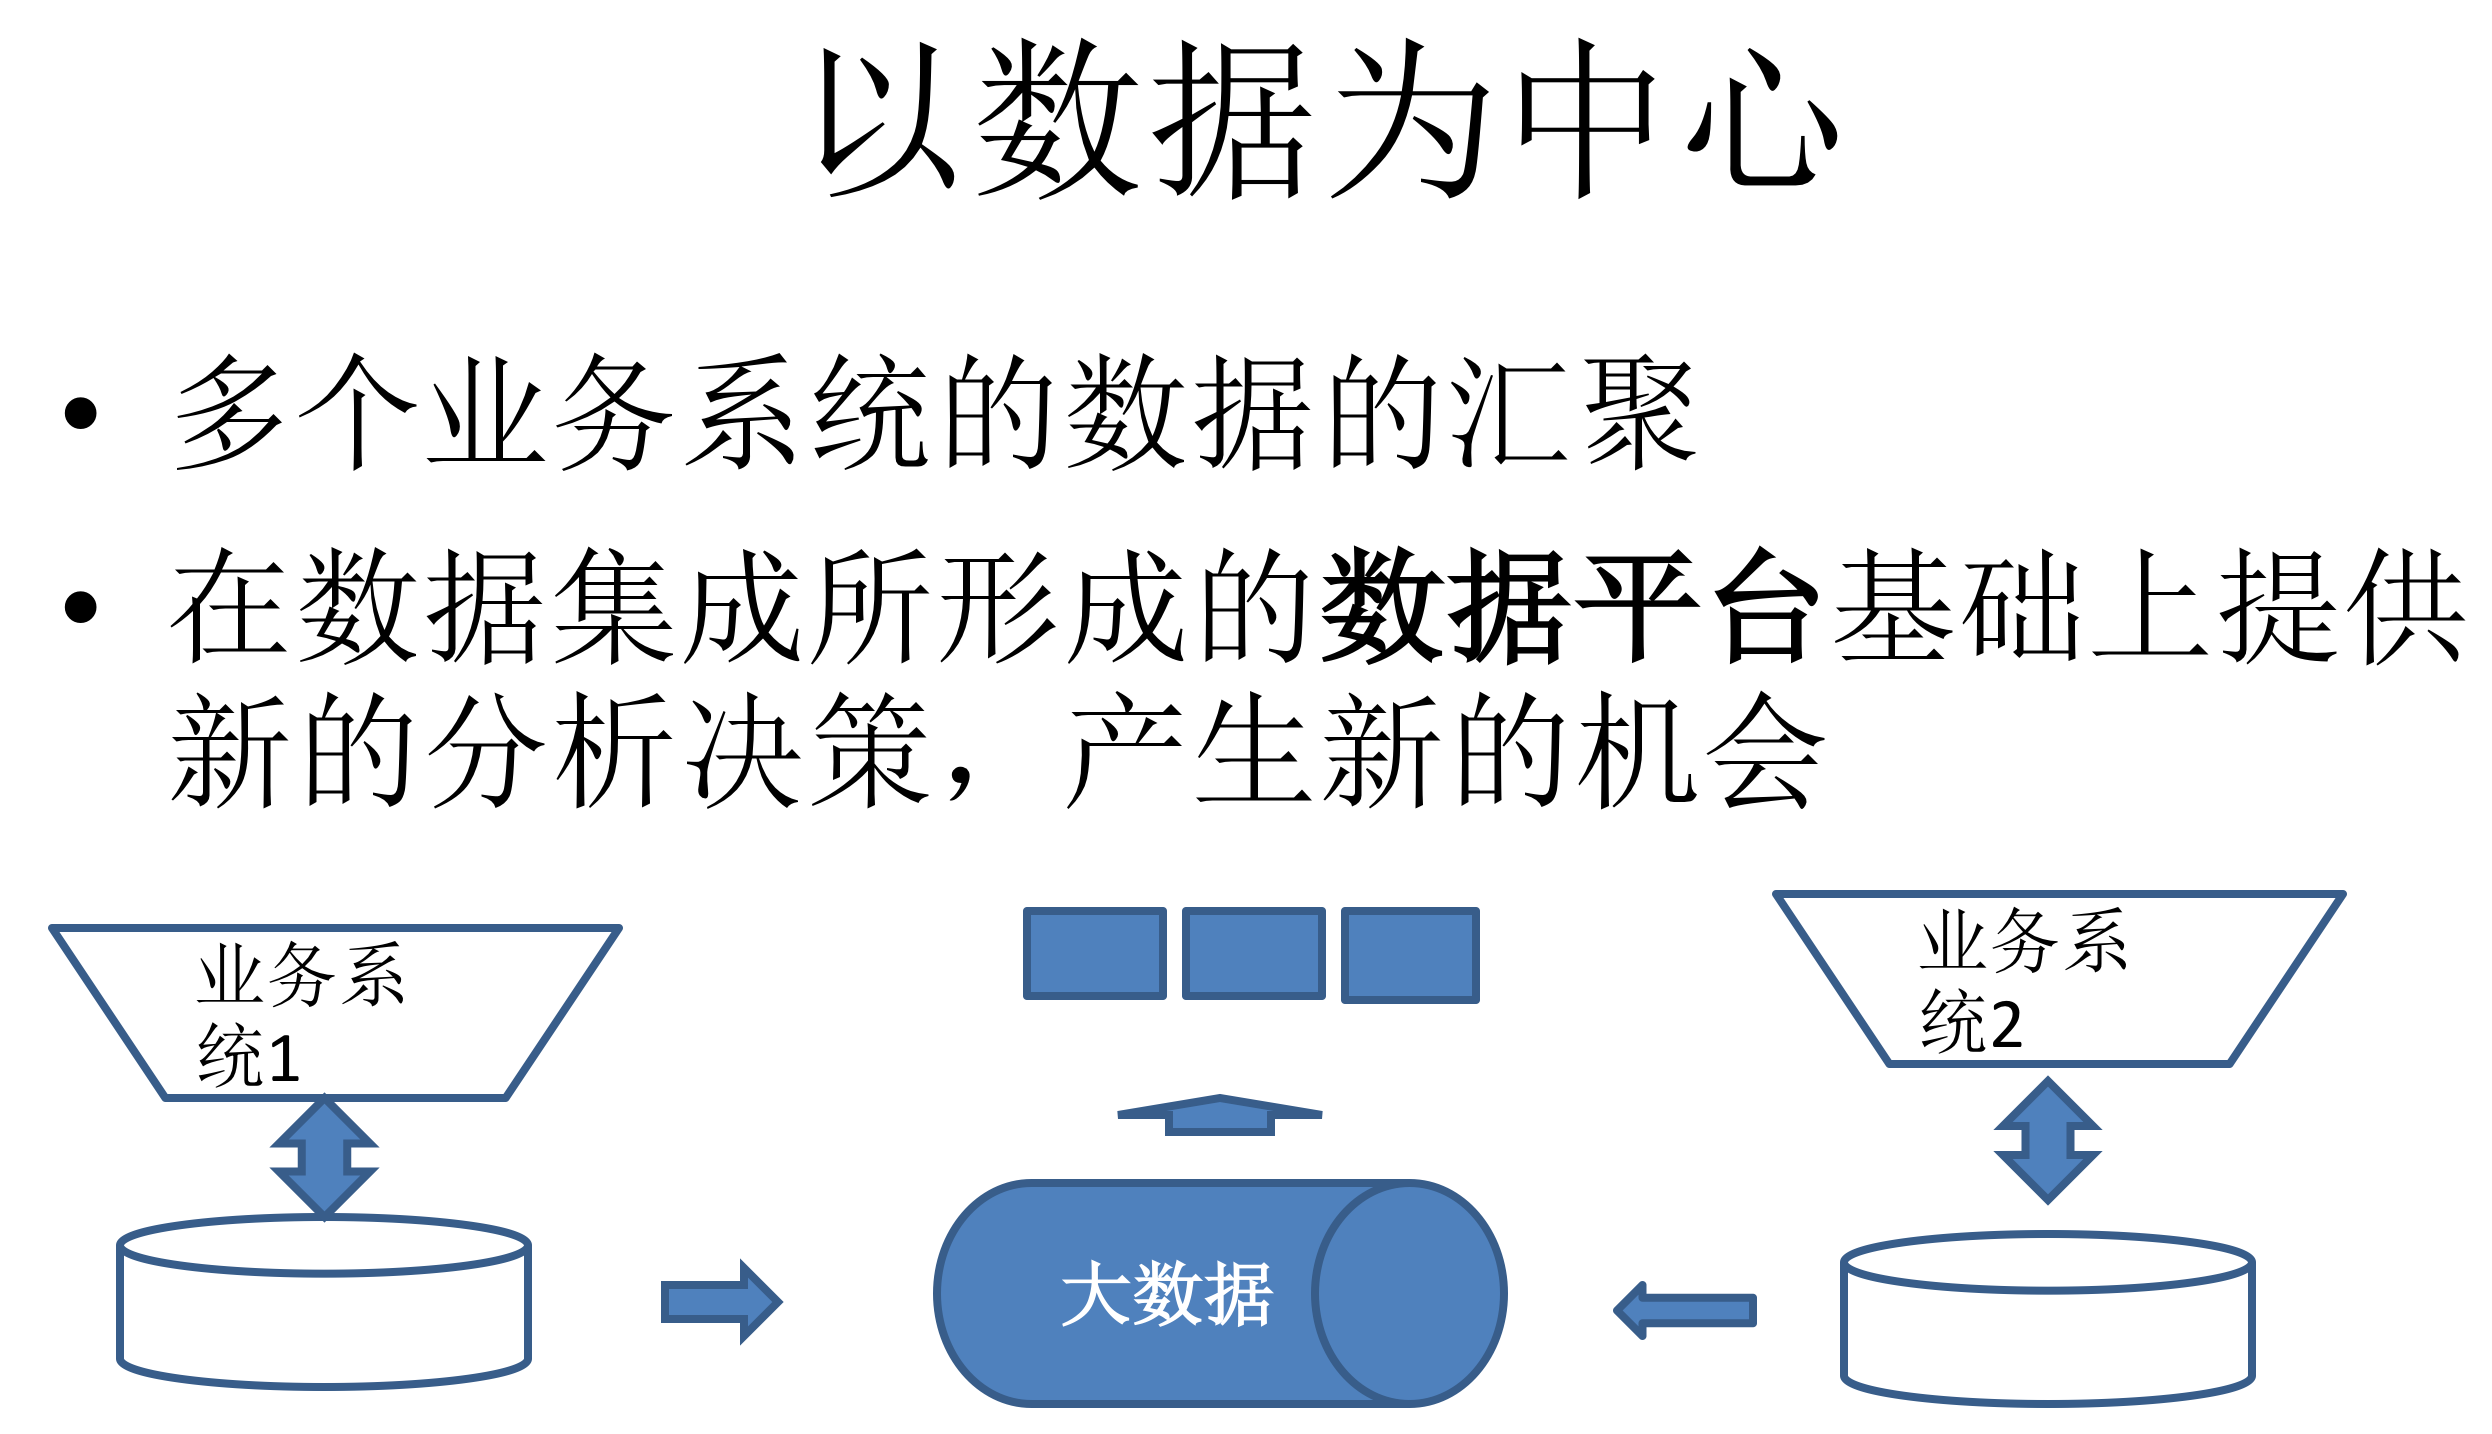 以数据为中心
• 多个业务系统的数据的汇聚
• 在数据集成所形成的数据平台基础上提供
新的分析决策，产生新的机会
业务系
统1
业务系
统2
大数据